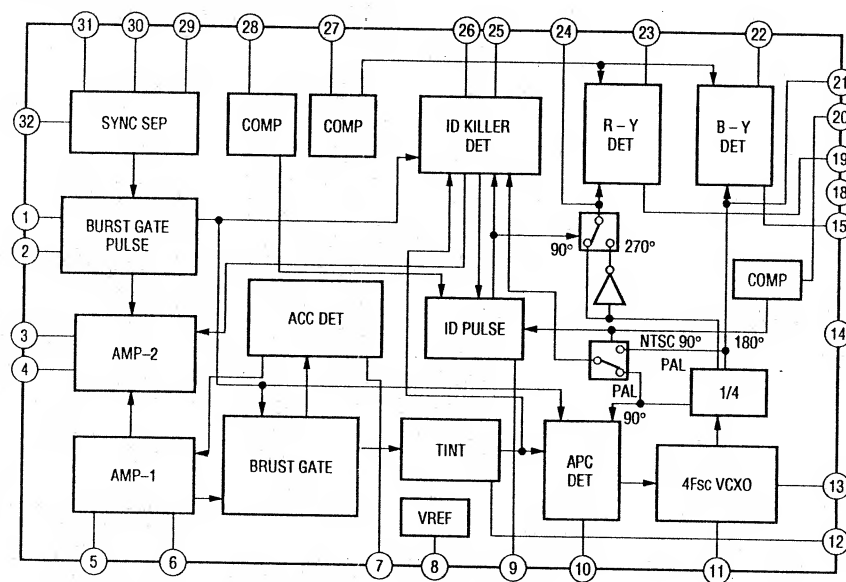 31
30
29
28
27
26
25
24
23
22
21
20
19
18
15
14
13
12
32
1
2
3
4
5
6
7
8
9
10
11
SYNC SEP
COMP
COMP
ID KILLER
DET
R – Y
DET
B – Y
DET
BURST GATE
PULSE
90°
270°
COMP
AMP–2
ACC DET
ID PULSE
NTSC 90°
180°
PAL
PAL
90°
1/4
AMP–1
BRUST GATE
TINT
APC
DET
4Fsc VCXO
VREF